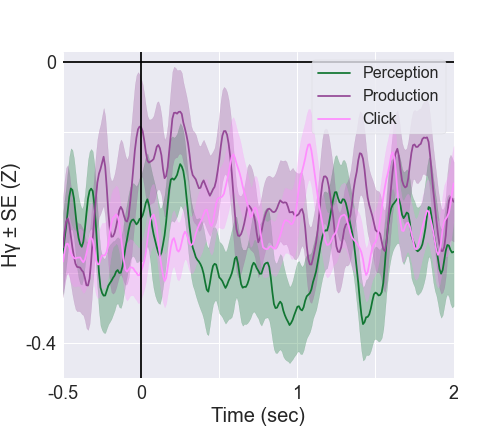 Hγ ± SE (Z)
0
-0.4
Perception
Production
Click
-0.5
0
1
2
Time (sec)